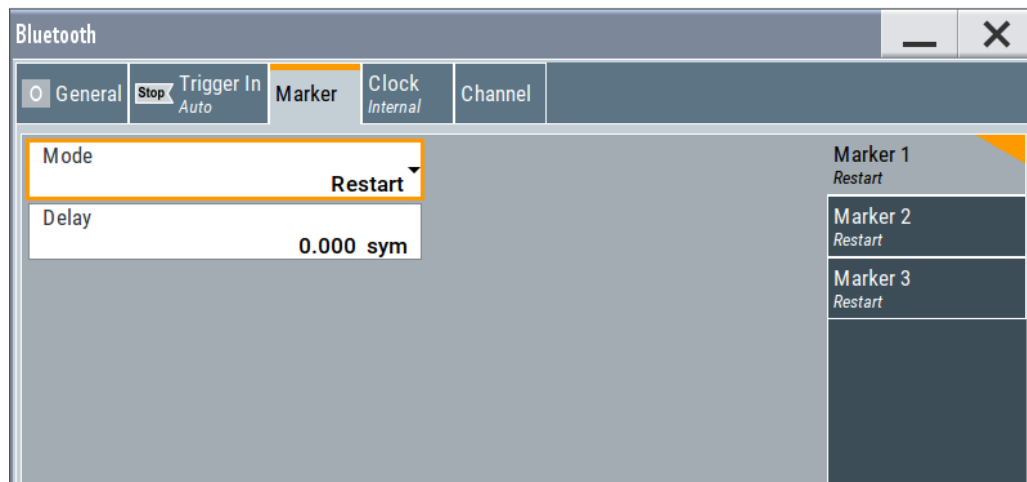 Bluetooth
General
Stop Trigger In
Auto
Marker
Clock
Internal
Channel
Mode
Restart
Delay
0.000 sym
Marker 1
Restart
Marker 2
Restart
Marker 3
Restart